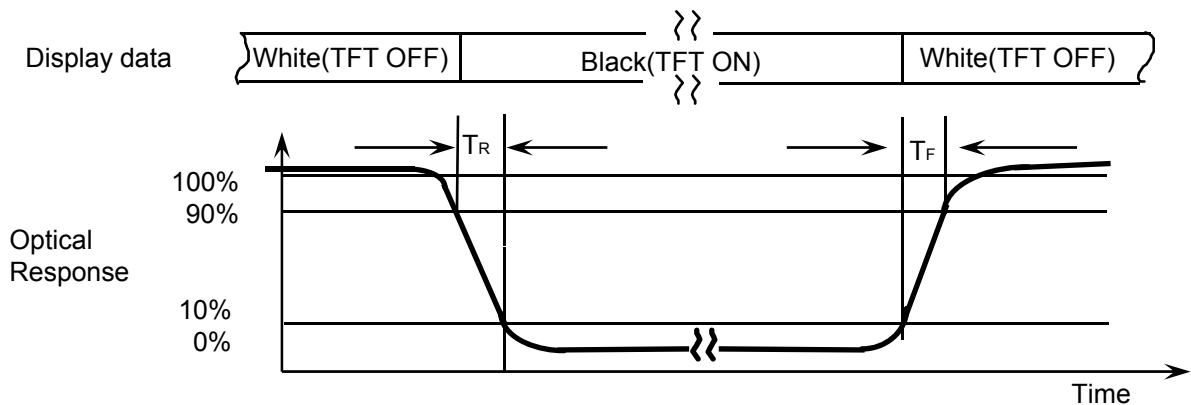 Display data White(TFT OFF) Black(TFT ON) White(TFT OFF)
TR TF
100%
90%
Optical
Response
10%
0%
Time